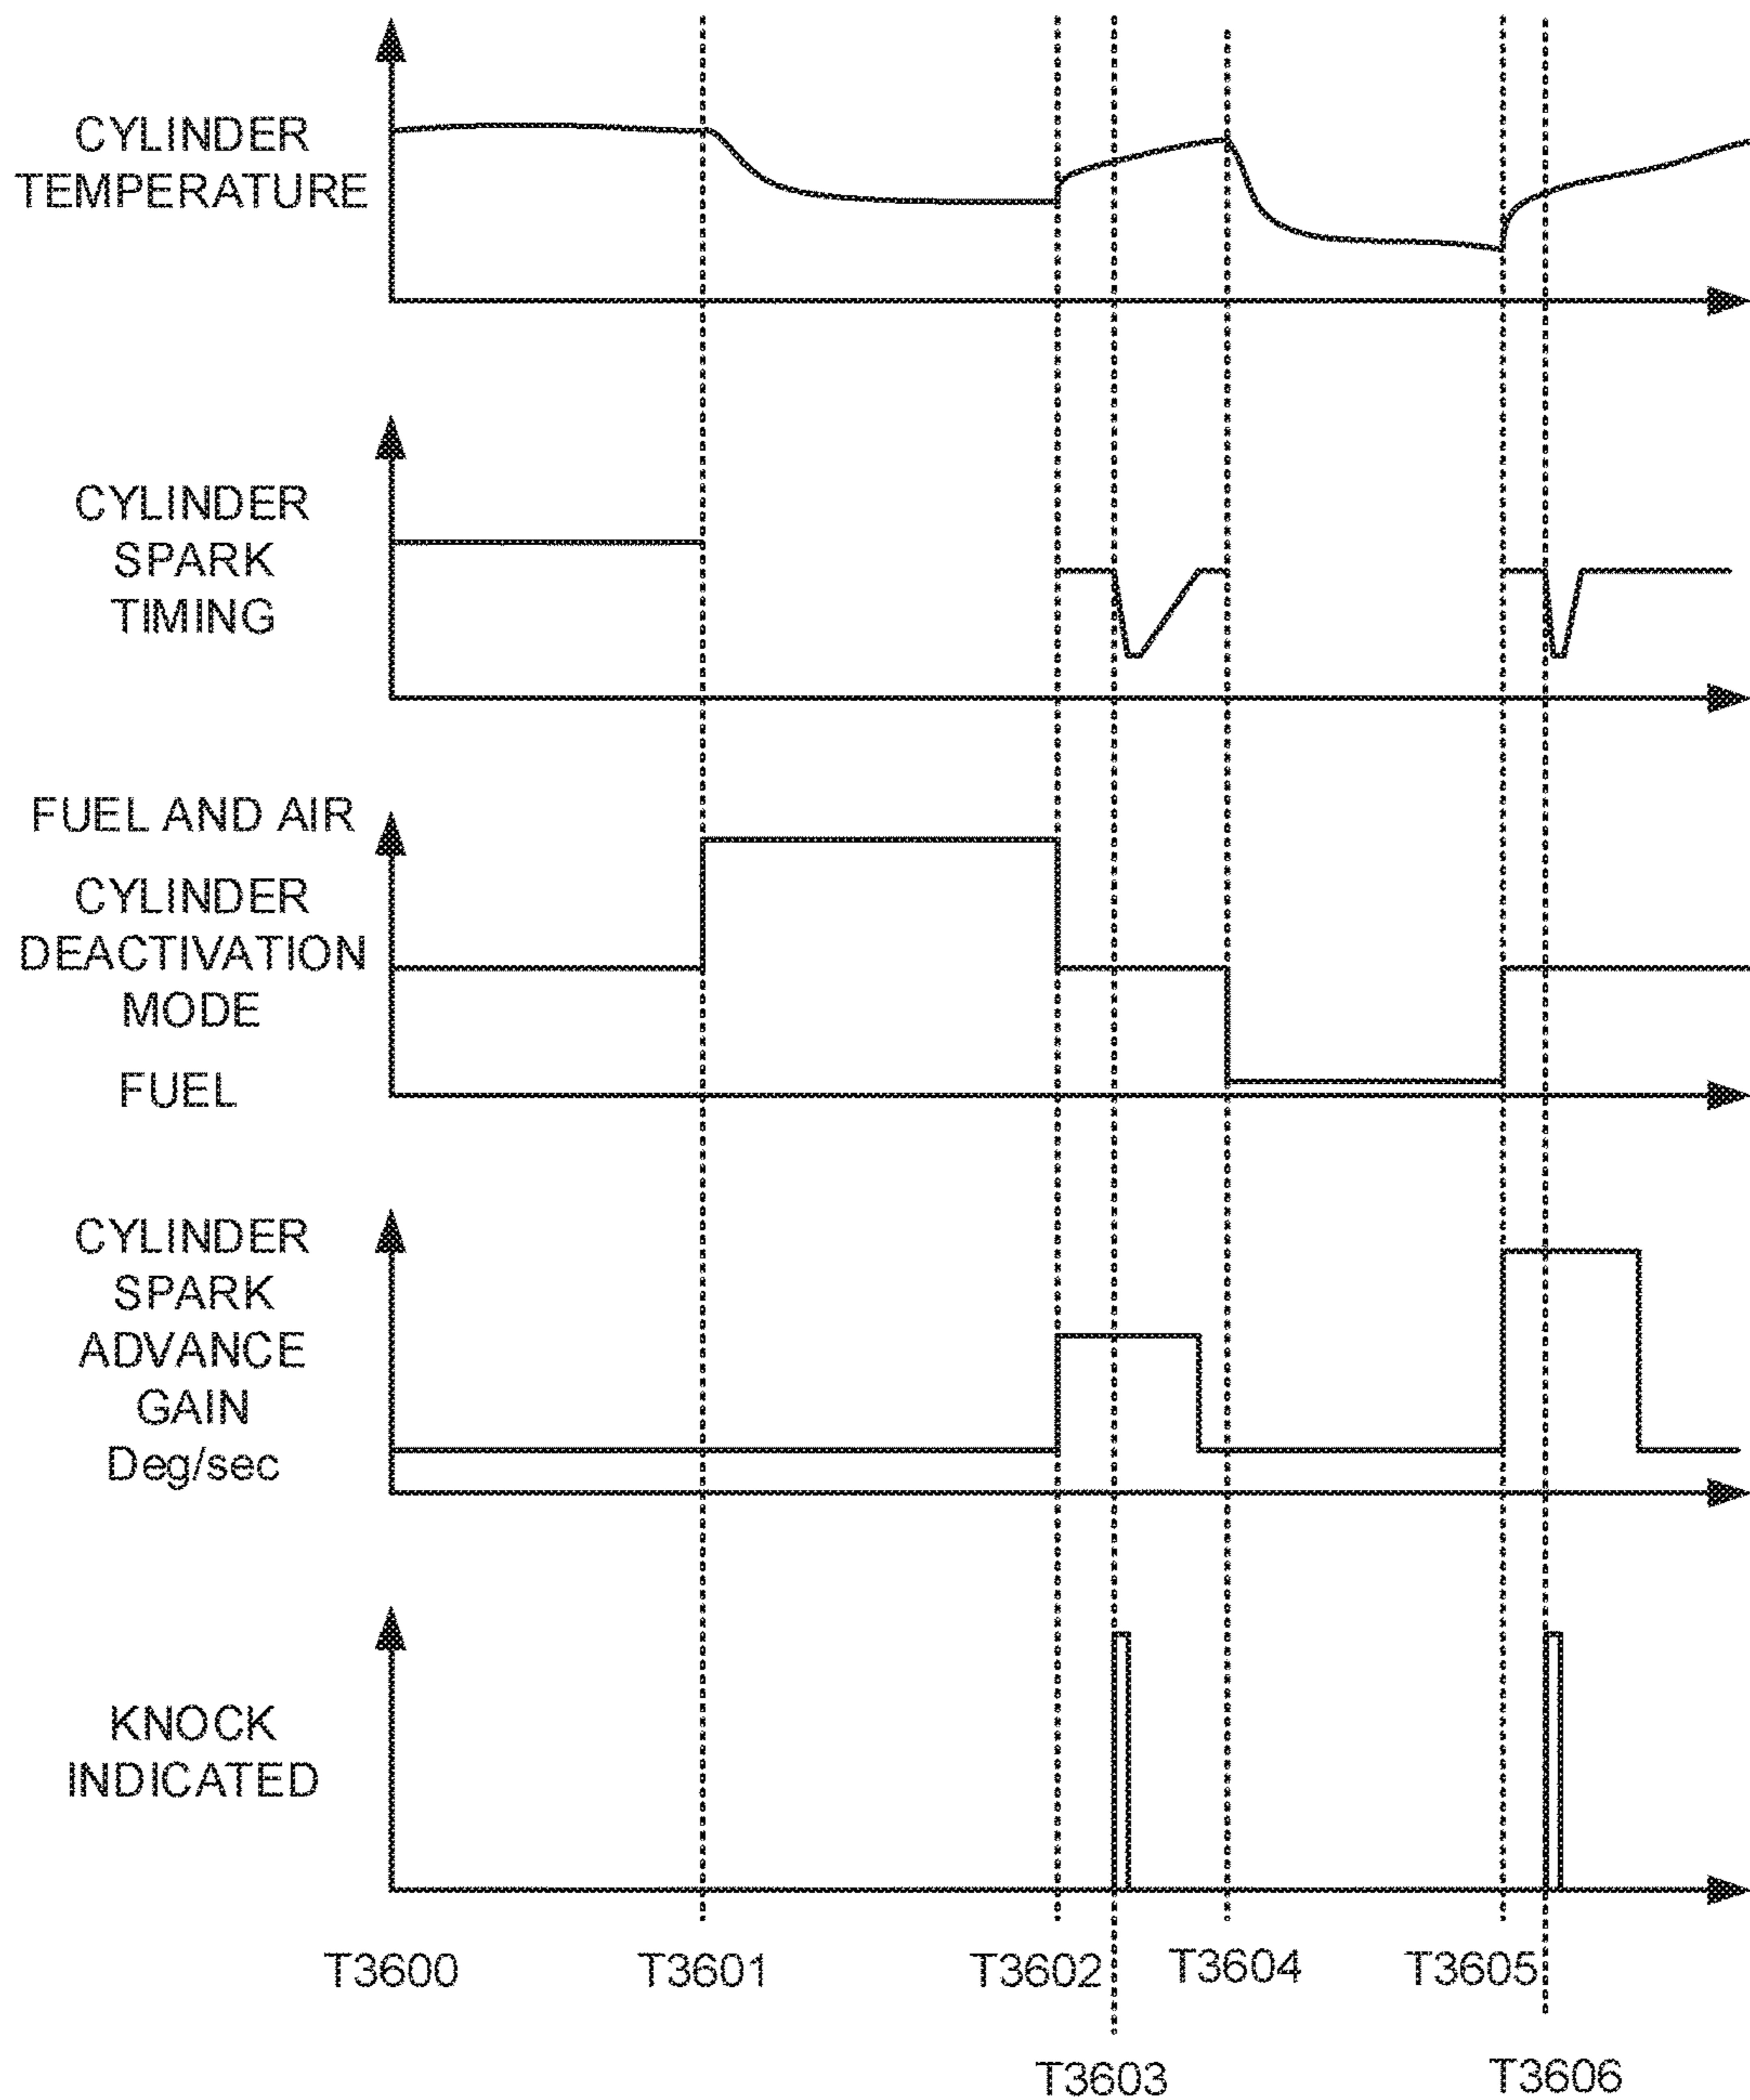 CYLINDER
TEMPERATURE
CYLINDER
SPARK
TIMING
FUEL AND AIR
CYLINDER
DEACTIVATION
MODE
FUEL
CYLINDER
SPARK
ADVANCE
GAIN
Deg/sec
KNOCK
INDICATED
T3600 T3601 T3602 T3604 T3605
T3603 T3606